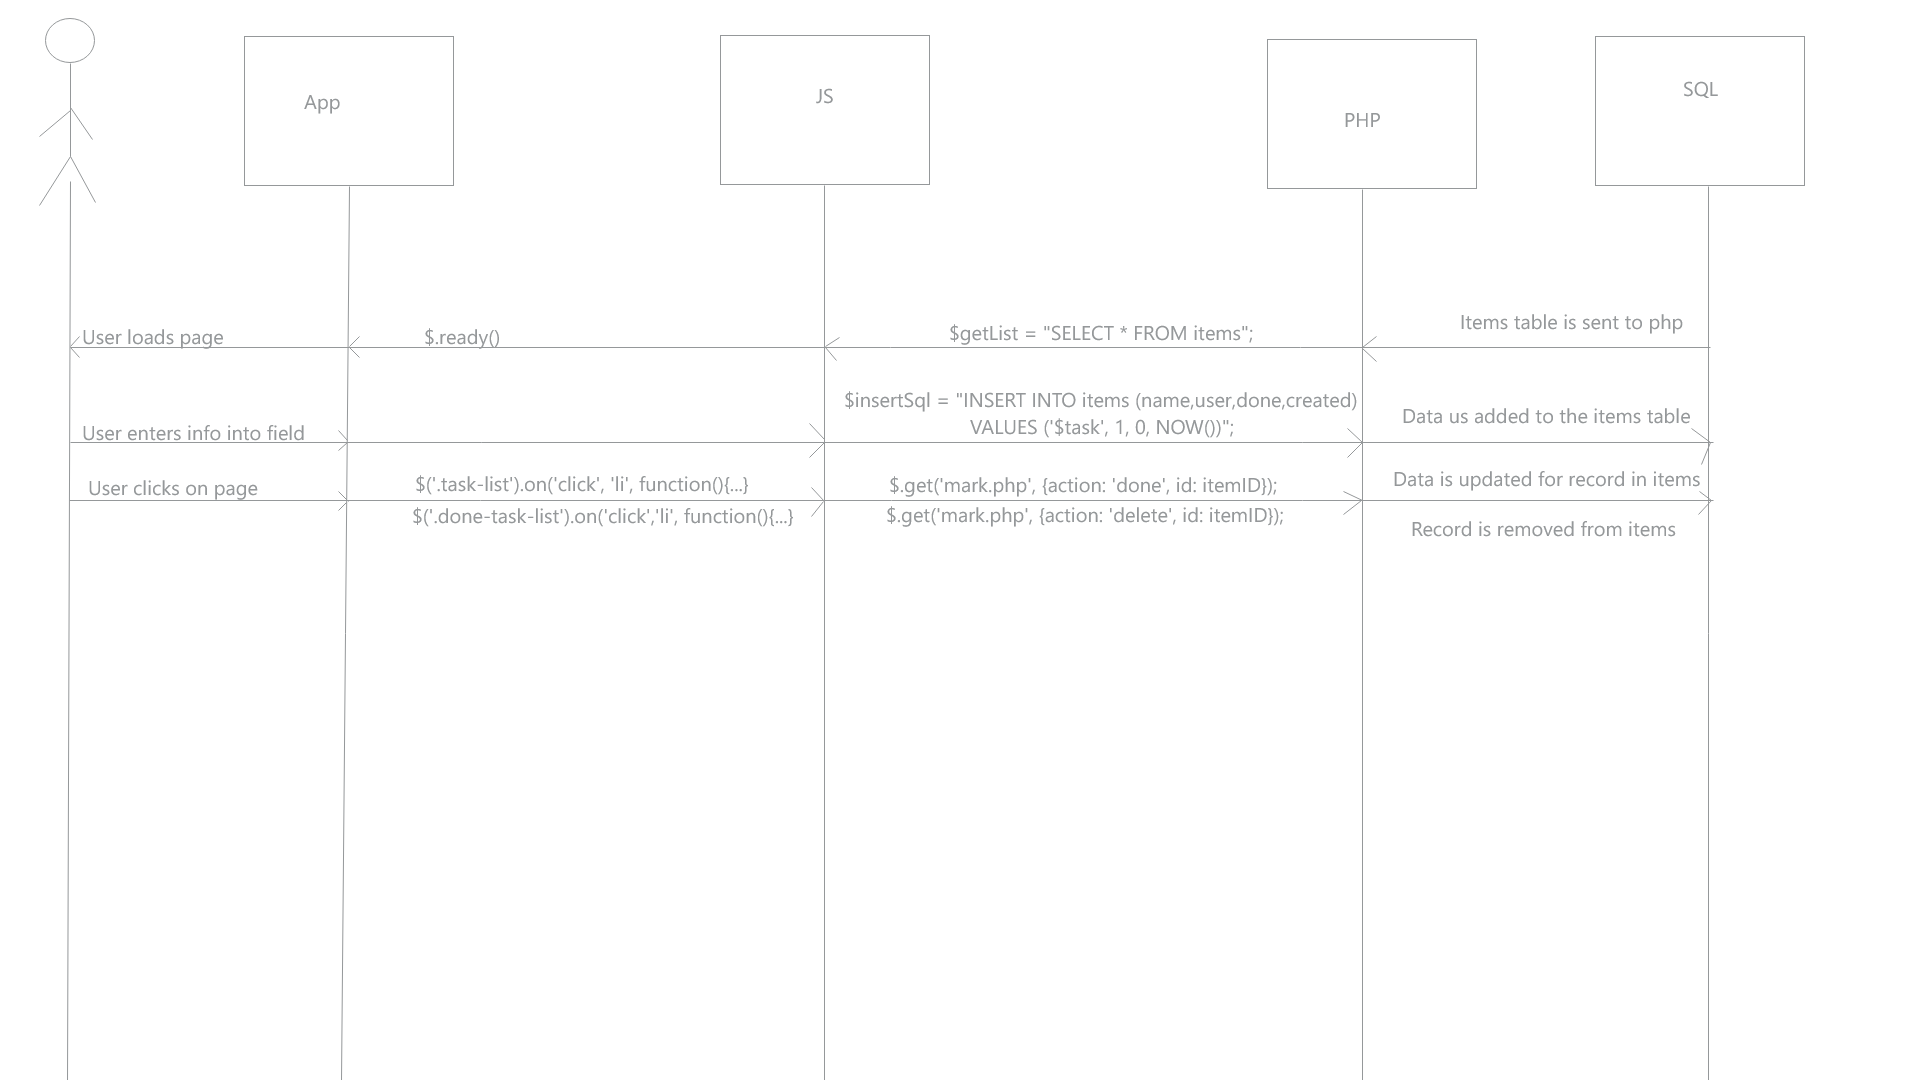 App
JS
PHP
SQL
User loads page
$.ready()
$getList = "SELECT * FROM items";
Items table is sent to php
User enters info into field
$insertSql = "INSERT INTO items (name,user,done,created)
VALUES ('$task', 1, 0, NOW())";
Data us added to the items table
User clicks on page
$('.task-list').on('click', 'li', function(){...}
$('.done-task-list').on('click','li', function(){...}
$.get('mark.php', {action: 'done', id: itemID});
$.get('mark.php', {action: 'delete', id: itemID});
Data is updated for record in items
Record is removed from items